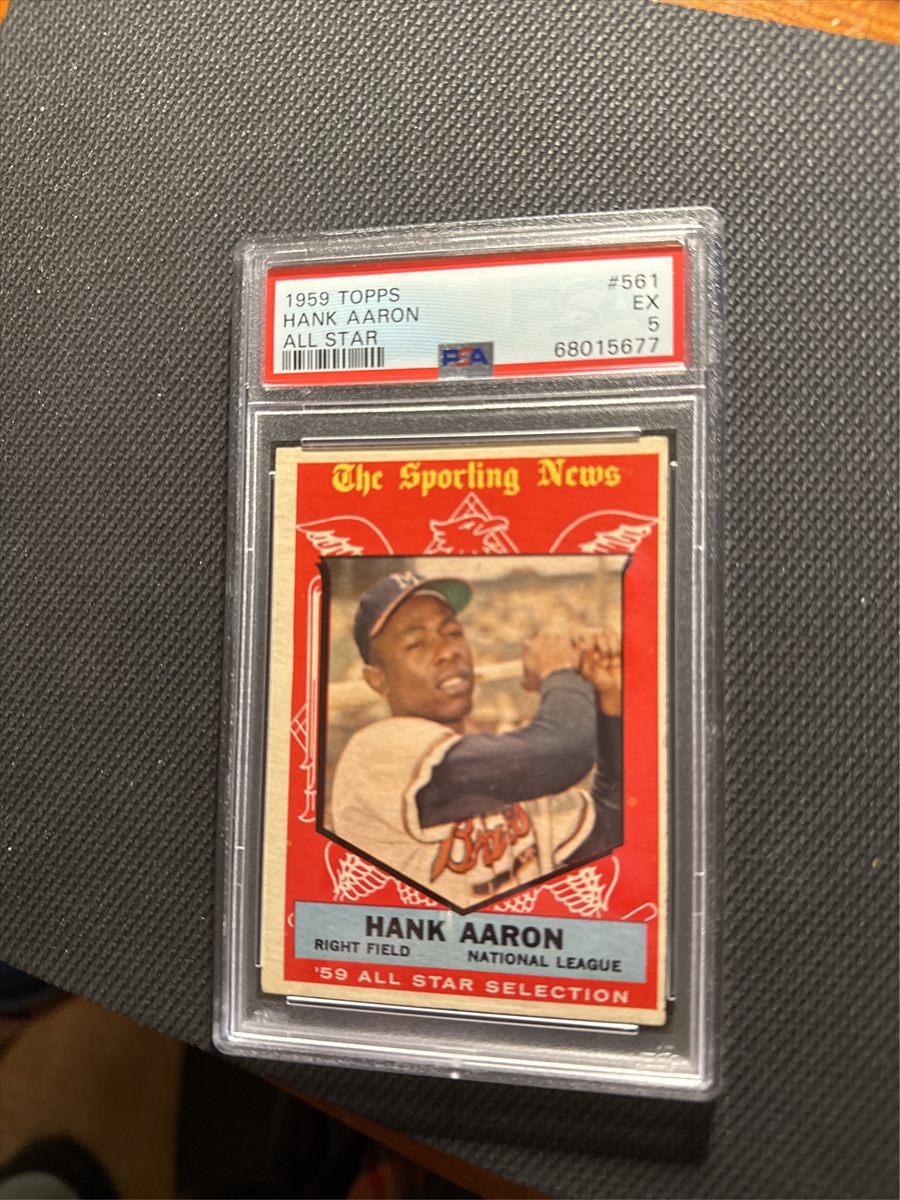 1959 TOPPS #561
HANK AARON EX
ALL STAR 5
PSA 68015677
The Sporting News
M
Braves
HANK AARON
RIGHT FIELD NATIONAL LEAGUE
'59 ALL STAR SELECTION